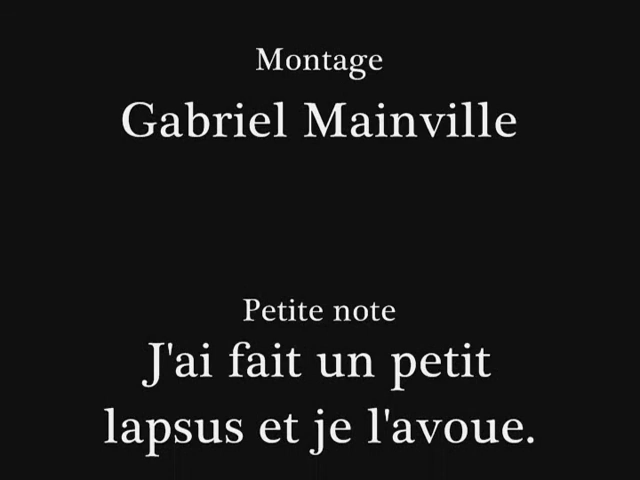 Montage
Gabriel Mainville
Petite note
J'ai fait un petit
lapsus et je l'avoue.